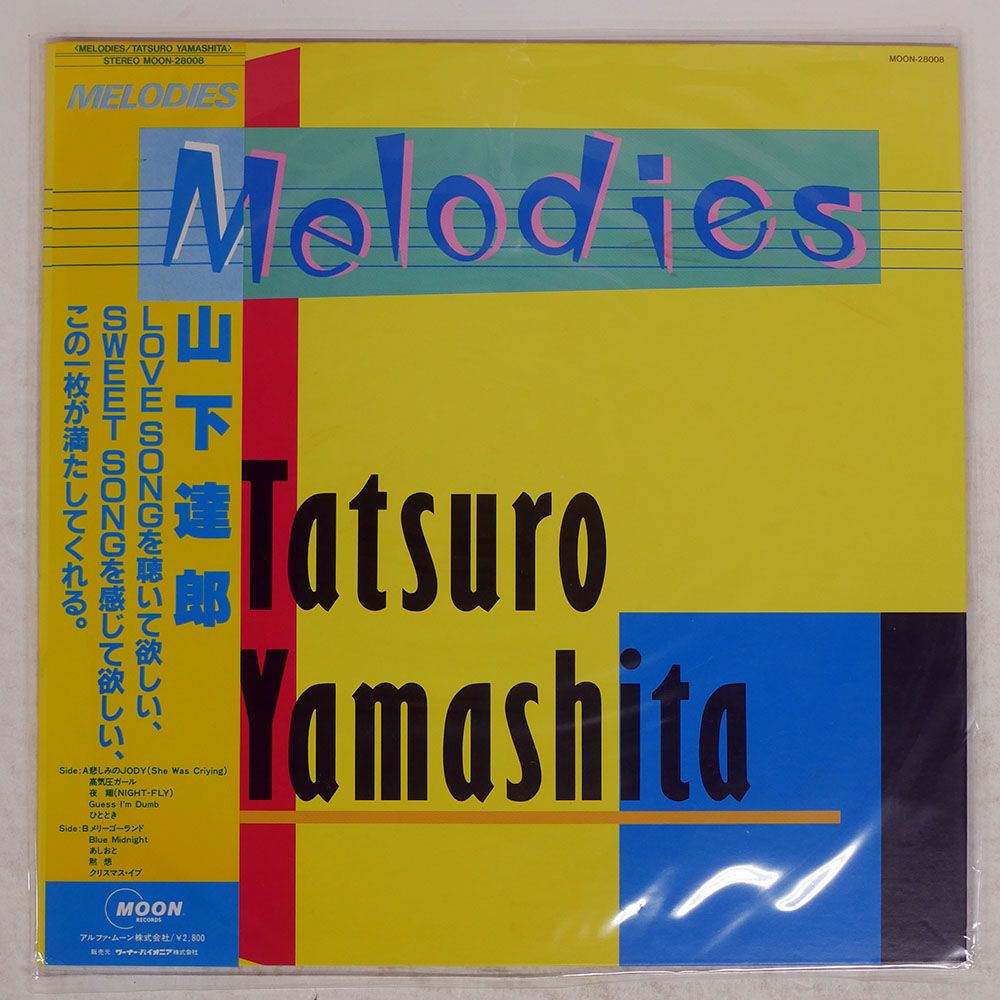 〈MELODIES/TATSURO YAMASHITA〉
STEREO MOON-28008
MELODIES
MOON-28008
Melodies
山下達郎
LOVE SONGを聴いて欲しい、
SWEET SONGを感じて欲しい、
この一枚が満たしてくれる。
Tatsuro
Yamashita
Side:A悲しみのJODY(She Was Criying)
高気圧ガール
夜翔(NIGHT-FLY)
Guess I'm Dumb
ひととき
Side:Bメリーゴーランド
Blue Midnight
あしおと
黙想
クリスマス・イブ
MOON
RECORDS
アルファ・ムーン株式会社/¥2,800
販売元:ワーナー・パイオニア株式会社